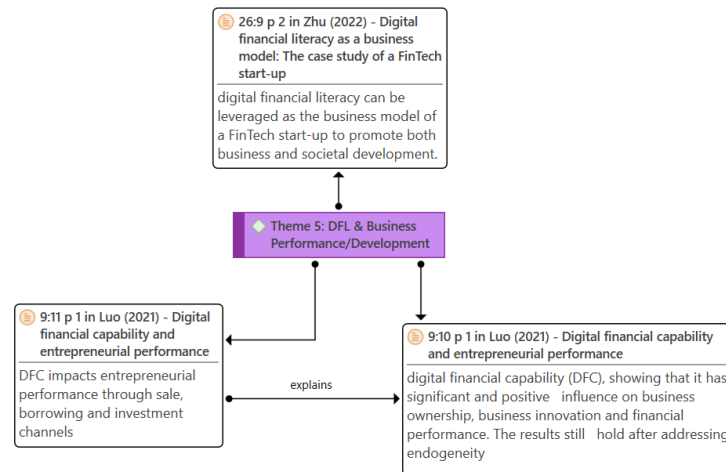 26:9 p 2 in Zhu (2022) - Digital
financial literacy as a business
model: The case study of a FinTech
start-up
digital financial literacy can be
leveraged as the business model of
a FinTech start-up to promote both
business and societal development.
Theme 5: DFL & Business
Performance/Development
9:11 p 1 in Luo (2021) - Digital
financial capability and
entrepreneurial performance
DFC impacts entrepreneurial
performance through sale,
borrowing and investment
channels
explains
9:10 p 1 in Luo (2021) - Digital financial capability
and entrepreneurial performance
digital financial capability (DFC), showing that it has
significant and positive influence on business
ownership, business innovation and financial
performance. The results still hold after addressing
endogeneity